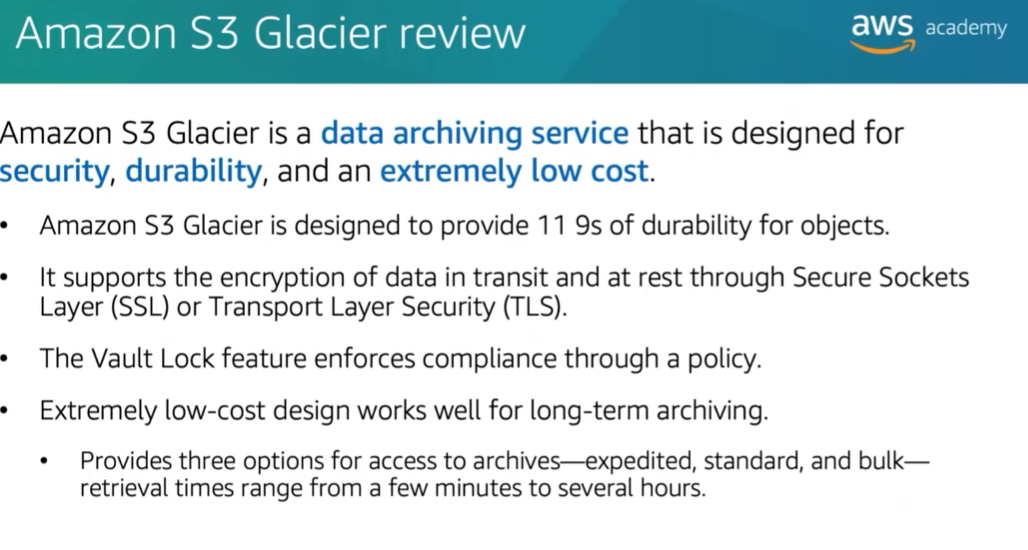 Amazon S3 Glacier review
aws academy
Amazon S3 Glacier is a data archiving service that is designed for
security, durability, and an extremely low cost.
• Amazon S3 Glacier is designed to provide 11 9s of durability for objects.
• It supports the encryption of data in transit and at rest through Secure Sockets
Layer (SSL) or Transport Layer Security (TLS).
• The Vault Lock feature enforces compliance through a policy.
• Extremely low-cost design works well for long-term archiving.
• Provides three options for access to archives—expedited, standard, and bulk—
retrieval times range from a few minutes to several hours.